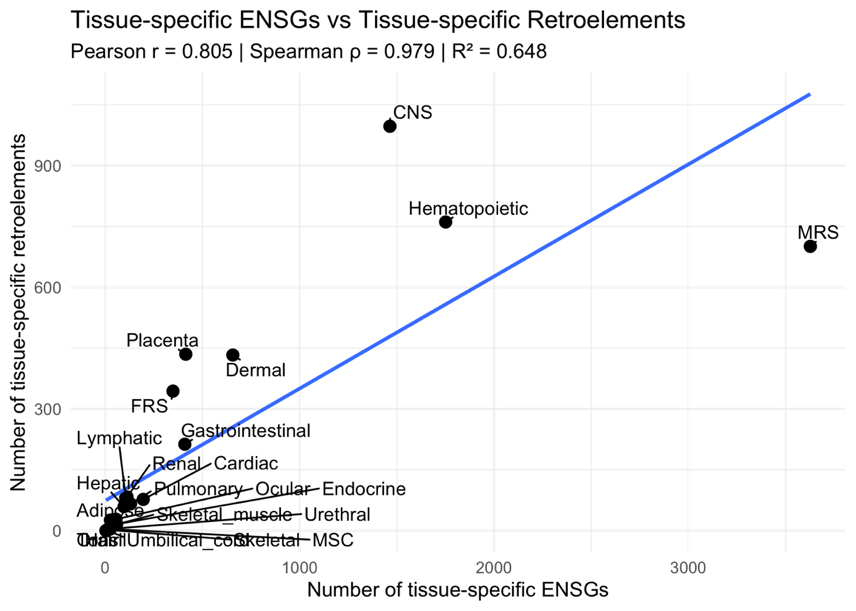 Tissue-specific ENSGs vs Tissue-specific Retroelements
Pearson r = 0.805 | Spearman ρ = 0.979 | R² = 0.648
Number of tissue-specific retroelements
900
600
300
0
CNS
Hematopoietic
MRS
Placenta
Dermal
FRS
Gastrointestinal
Lymphatic
Renal
Cardiac
Hepatic
Pulmonary
Ocular
Endocrine
Adipose
Skeletal_muscle
Urethral
Umbilical_cord
Skeletal
MSC
0
1000
2000
3000
Number of tissue-specific ENSGs